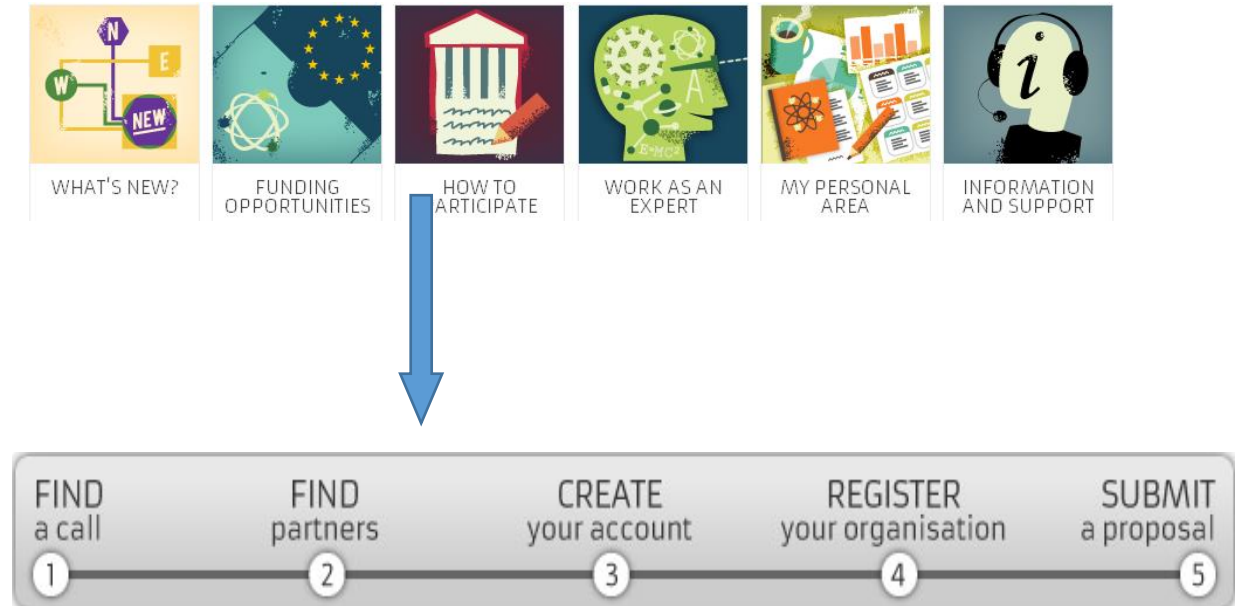 N
W
E
NEW
A
E=MC²
i
WHAT'S NEW?
FUNDING
OPPORTUNITIES
HOW TO
ARTICIPATE
WORK AS AN
EXPERT
MY PERSONAL
AREA
INFORMATION
AND SUPPORT
FIND
a call
1
FIND
partners
2
CREATE
your account
3
REGISTER
your organisation
4
SUBMIT
a proposal
5